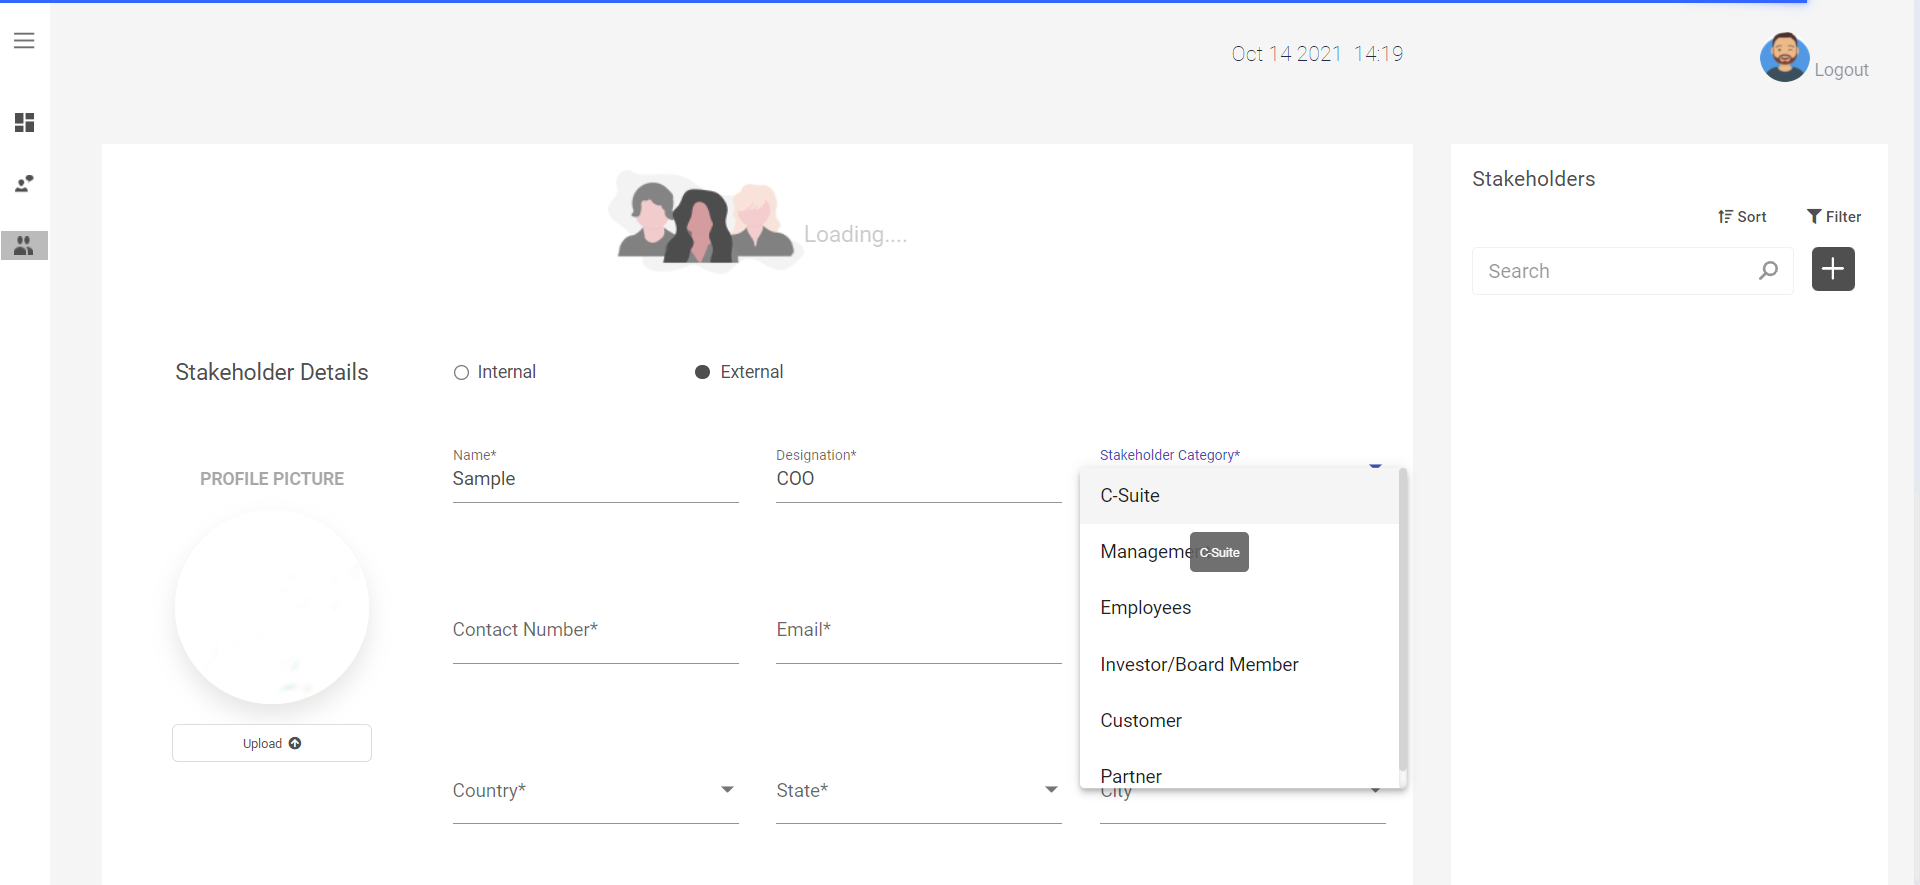 Oct 14 2021 14:19
Logout
Loading....
Stakeholder Details
Internal
External
PROFILE PICTURE
Upload
Name*
Sample
Designation*
COO
Stakeholder Category*
C-Suite
Manageme
C-Suite
Employees
Investor/Board Member
Customer
Partner
Contact Number*
Email*
Country*
State*
City
Stakeholders
Sort
Filter
Search